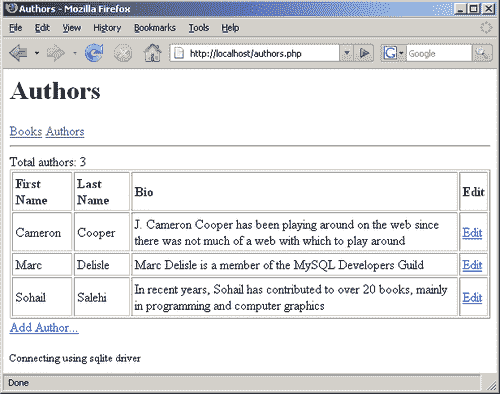 Authors - Mozilla Firefox
File Edit View History Bookmarks Tools Help
http://localhost/authors.php
G Google
Authors
Books Authors
Total authors: 3
First Name Last Name Bio Edit
Cameron Cooper J. Cameron Cooper has been playing around on the web since
there was not much of a web with which to play around Edit
Marc Delisle Marc Delisle is a member of the MySQL Developers Guild Edit
Sohail Salehi In recent years, Sohail has contributed to over 20 books, mainly
in programming and computer graphics Edit
Add Author...
Connecting using sqlite driver
Done